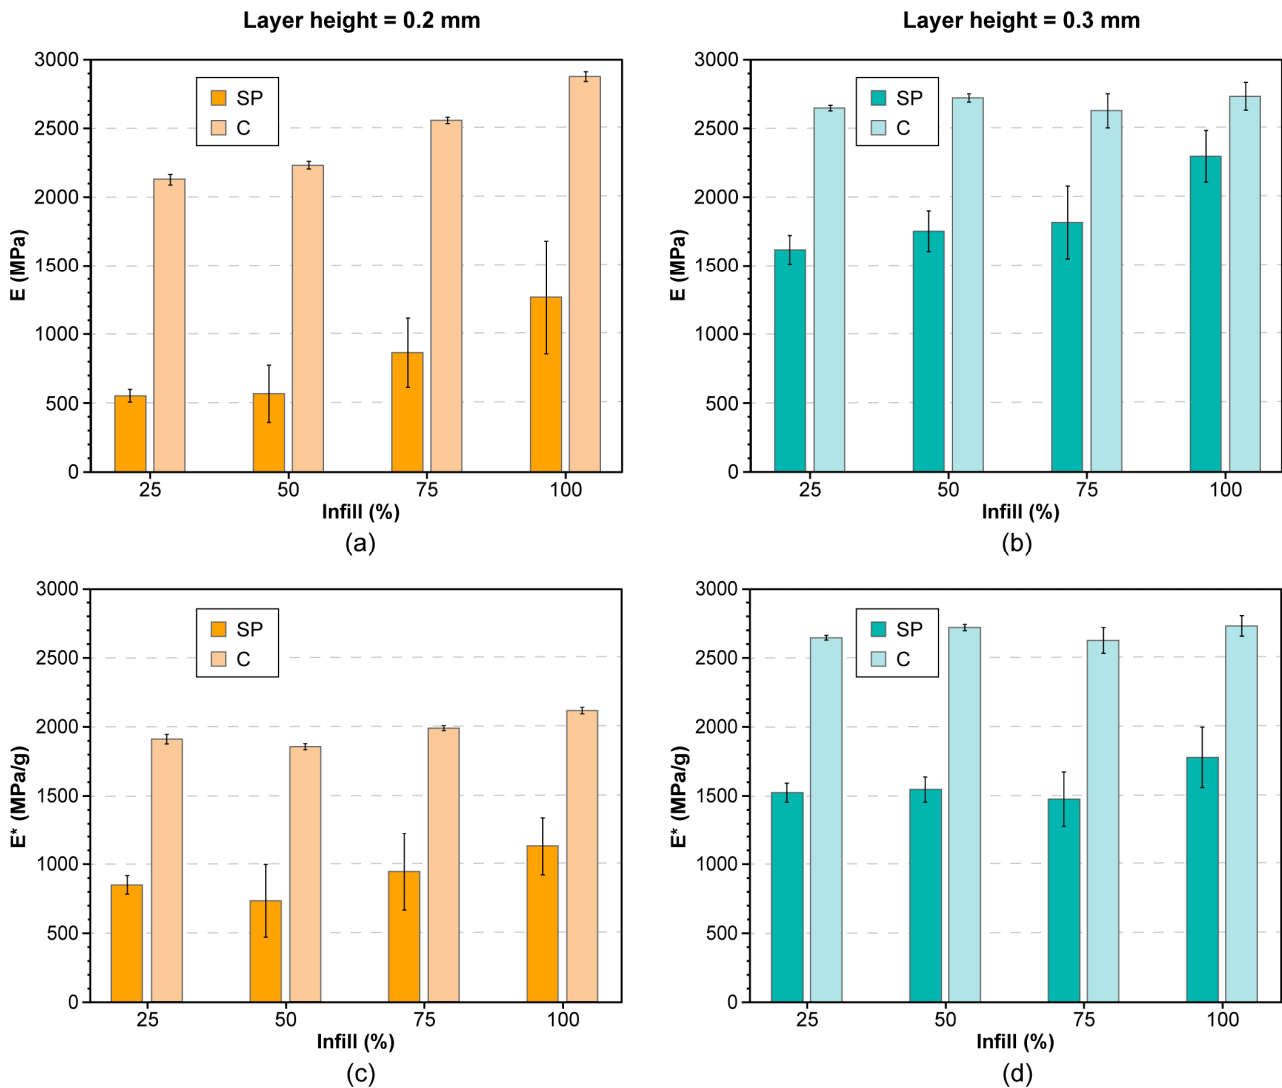 Layer height = 0.2 mm
3000
2500
2000
1500
1000
500
0
E (MPa)
SP
C
25 50 75 100
Infill (%)
(a)
Layer height = 0.3 mm
3000
2500
2000
1500
1000
500
0
E (MPa)
SP
C
25 50 75 100
Infill (%)
(b)
3000
2500
2000
1500
1000
500
0
E* (MPa/g)
SP
C
25 50 75 100
Infill (%)
(c)
3000
2500
2000
1500
1000
500
0
E* (MPa/g)
SP
C
25 50 75 100
Infill (%)
(d)